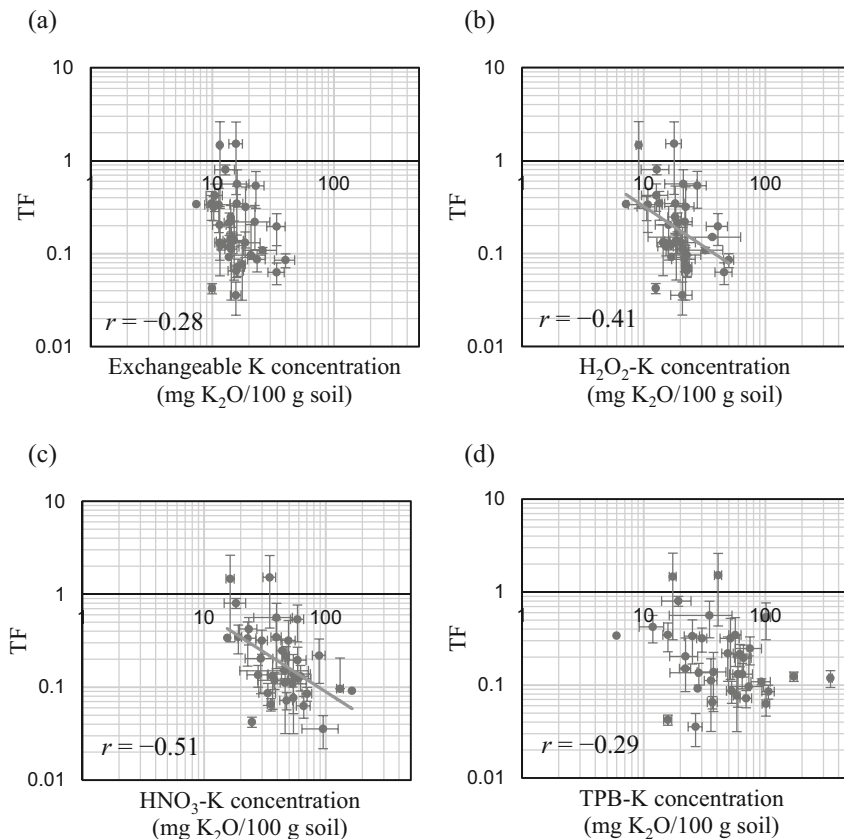 (a)
(b)
10
1
0.1
0.01
1
10
100
TF
r = −0.28
Exchangeable K concentration
(mg K₂O/100 g soil)
10
1
0.1
0.01
1
10
100
TF
r = −0.41
H₂O₂-K concentration
(mg K₂O/100 g soil)
(c)
(d)
10
1
0.1
0.01
1
10
100
TF
r = −0.51
HNO₃-K concentration
(mg K₂O/100 g soil)
10
1
0.1
0.01
1
10
100
TF
r = −0.29
TPB-K concentration
(mg K₂O/100 g soil)